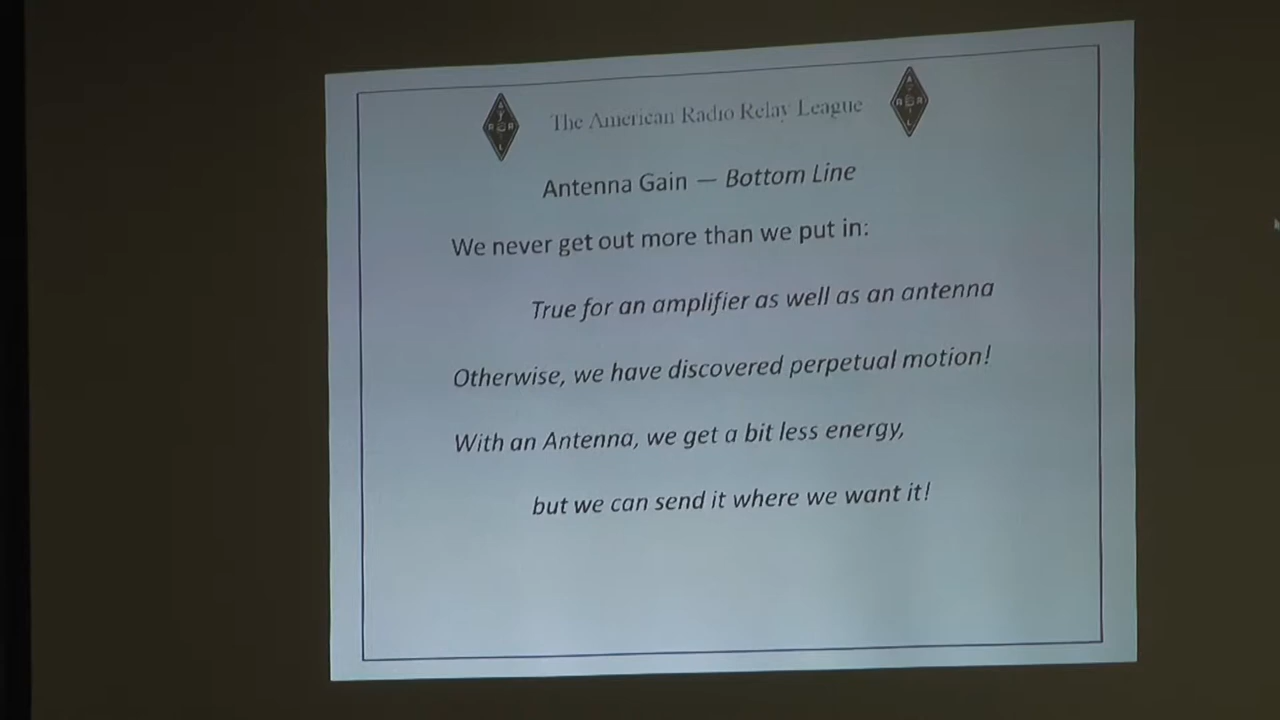 The American Radio Relay League
Antenna Gain — Bottom Line
We never get out more than we put in:
True for an amplifier as well as an antenna
Otherwise, we have discovered perpetual motion!
With an Antenna, we get a bit less energy,
but we can send it where we want it!